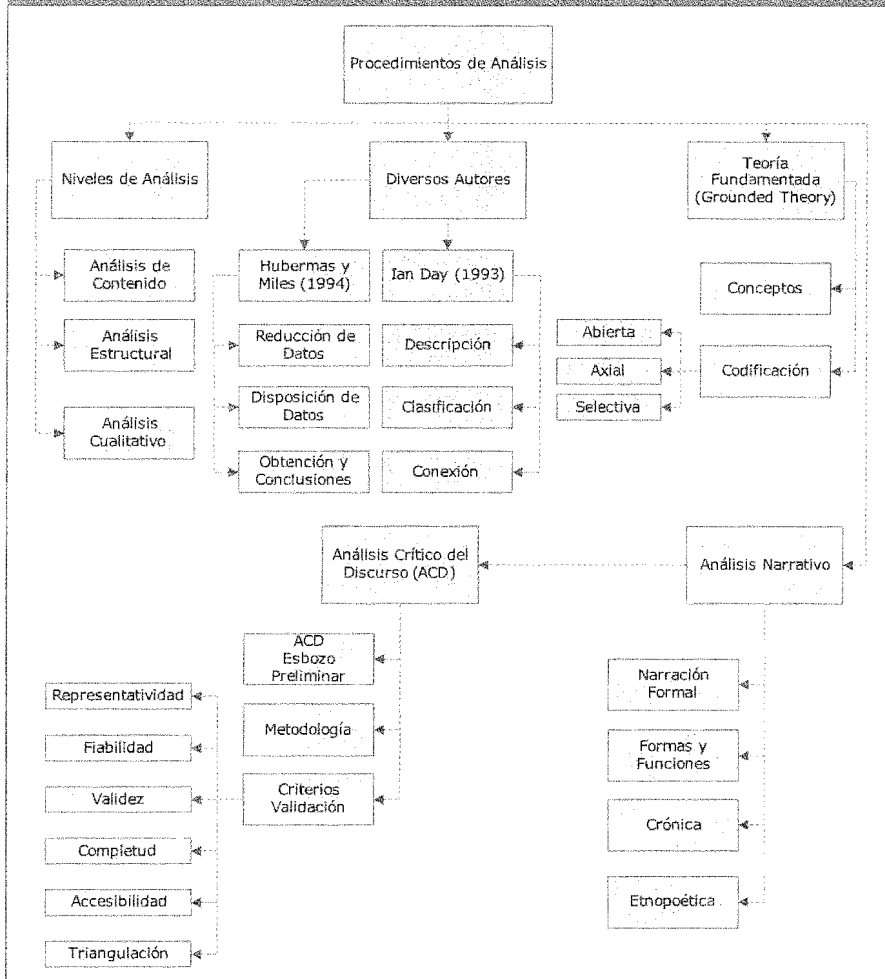 Procedimientos de Análisis
Niveles de Análisis
Diversos Autores
Teoría
Fundamentada
(Grounded Theory)
Análisis de
Contenido
Análisis
Estructural
Análisis
Cualitativo
Hubermas y
Miles (1994)
Reducción de
Datos
Disposición de
Datos
Obtención y
Conclusiones
Ian Day (1993)
Descripción
Clasificación
Conexión
Conceptos
Codificación
Abierta
Axial
Selectiva
Análisis Crítico del
Discurso (ACD)
Análisis Narrativo
ACD
Esbozo
Preliminar
Metodología
Criterios
Validación
Representatividad
Fiabilidad
Validez
Completud
Accesibilidad
Triangulación
Narración
Formal
Formas y
Funciones
Crónica
Etnopoética